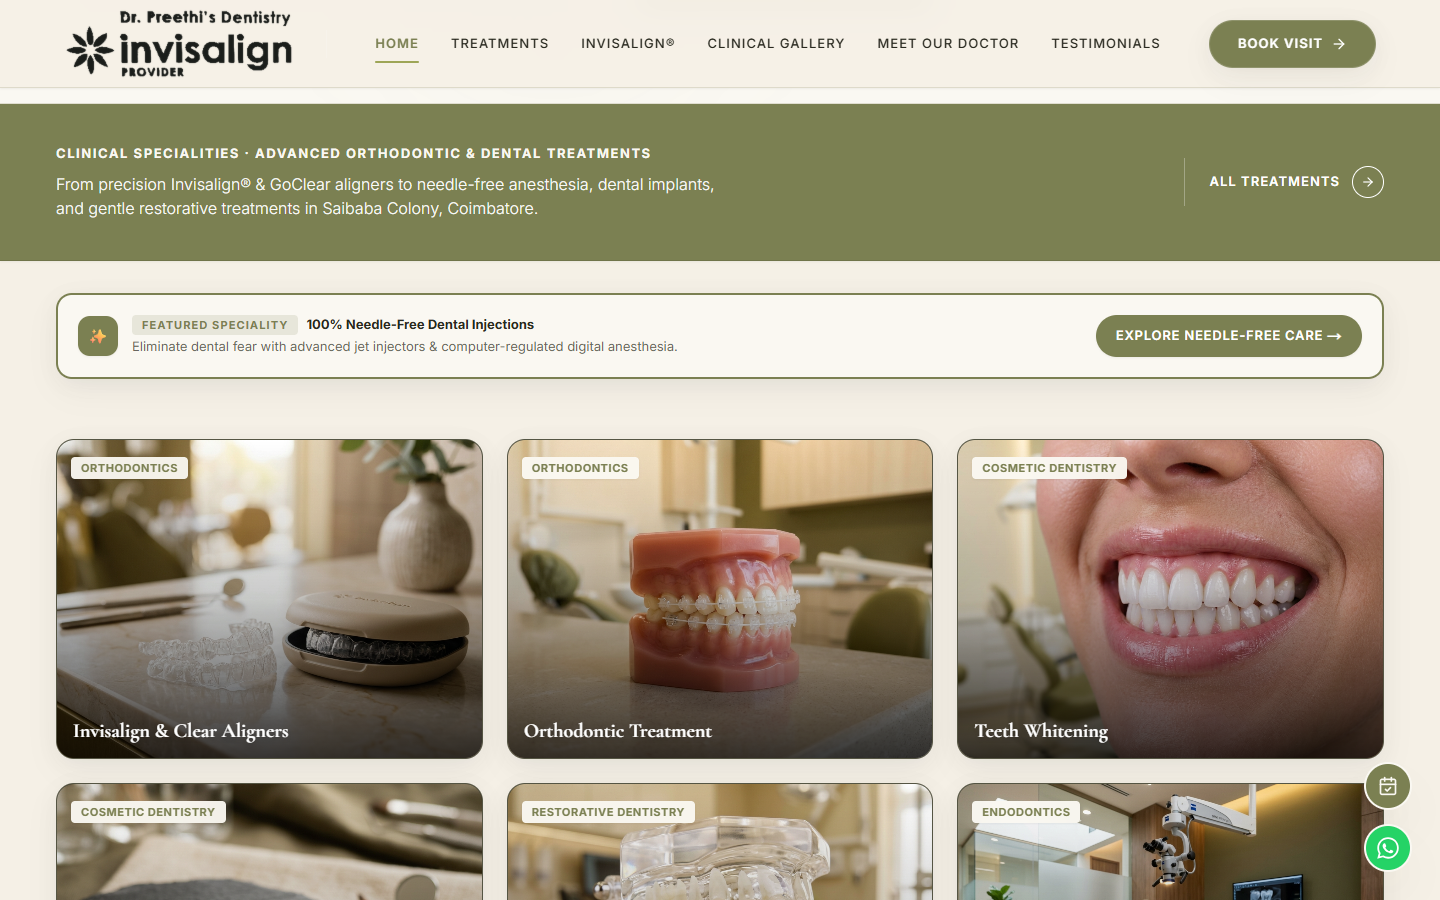 Dr. Preethi's Dentistry
invisalign
PROVIDER
HOME
TREATMENTS
INVISALIGN®
CLINICAL GALLERY
MEET OUR DOCTOR
TESTIMONIALS
BOOK VISIT →
CLINICAL SPECIALITIES · ADVANCED ORTHODONTIC & DENTAL TREATMENTS
From precision Invisalign® & GoClear aligners to needle-free anesthesia, dental implants,
and gentle restorative treatments in Saibaba Colony, Coimbatore.
ALL TREATMENTS →
FEATURED SPECIALITY 100% Needle-Free Dental Injections
Eliminate dental fear with advanced jet injectors & computer-regulated digital anesthesia.
EXPLORE NEEDLE-FREE CARE →
ORTHODONTICS
Invisalign & Clear Aligners
ORTHODONTICS
Orthodontic Treatment
COSMETIC DENTISTRY
Teeth Whitening
COSMETIC DENTISTRY
RESTORATIVE DENTISTRY
ENDODONTICS